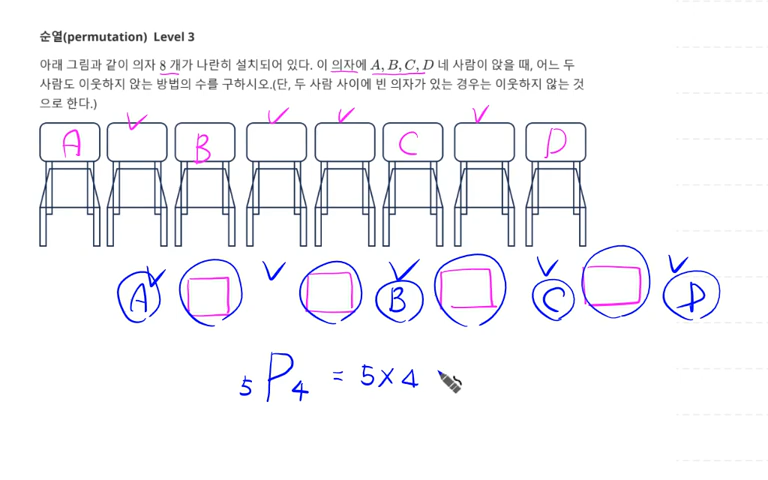 순열(permutation) Level 3
아래 그림과 같이 의자 8 개가 나란히 설치되어 있다. 이 의자에 A, B, C, D 네 사람이 앉을 때, 어느 두
사람도 이웃하지 않는 방법의 수를 구하시오.(단, 두 사람 사이에 빈 의자가 있는 경우는 이웃하지 않는 것
으로 한다.)
A B C D
A B C D
₅P₄ = 5×4